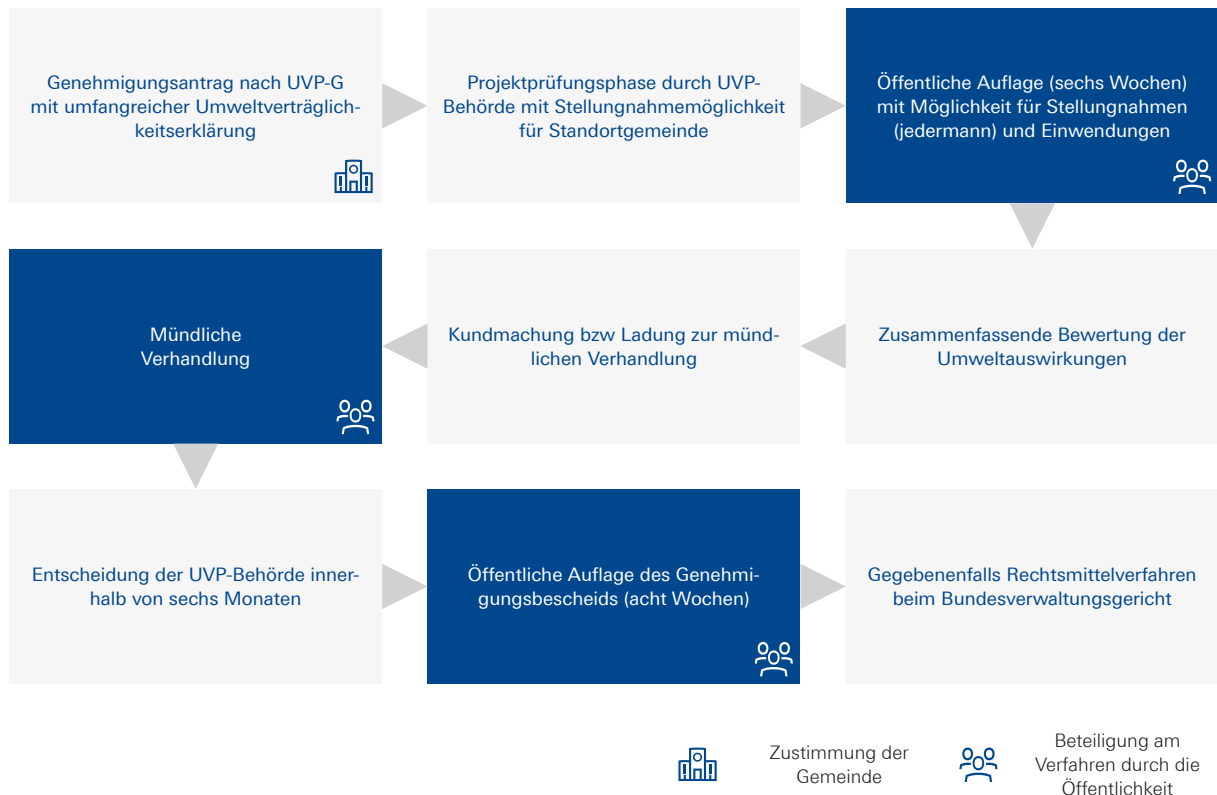 Genehmigungsantrag nach UVP-G
mit umfangreicher Umweltverträglich-
keitserklärung
Projektprüfungsphase durch UVP-
Behörde mit Stellungnahmemöglichkeit
für Standortgemeinde
Öffentliche Auflage (sechs Wochen)
mit Möglichkeit für Stellungnahmen
(jedermann) und Einwendungen
Zusammenfassende Bewertung der
Umweltauswirkungen
Kundmachung bzw Ladung zur münd-
lichen Verhandlung
Mündliche
Verhandlung
Entscheidung der UVP-Behörde inner-
halb von sechs Monaten
Öffentliche Auflage des Genehmi-
gungsbescheids (acht Wochen)
Gegebenenfalls Rechtsmittelverfahren
beim Bundesverwaltungsgericht
Zustimmung der
Gemeinde
Beteiligung am
Verfahren durch die
Öffentlichkeit